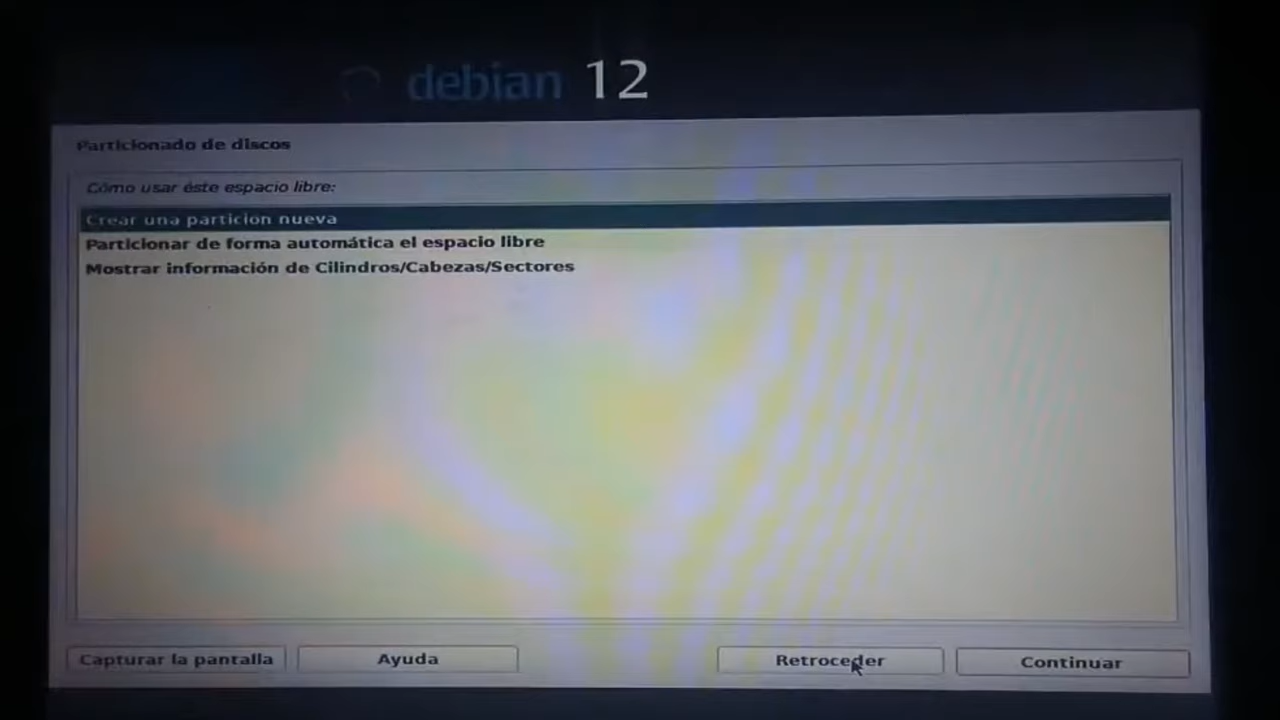 debian 12
Particionado de discos
Cómo usar éste espacio libre:
Crear una partición nueva
Particionar de forma automática el espacio libre
Mostrar información de Cilindros/Cabezas/Sectores
Capturar la pantalla
Ayuda
Retroceder
Continuar